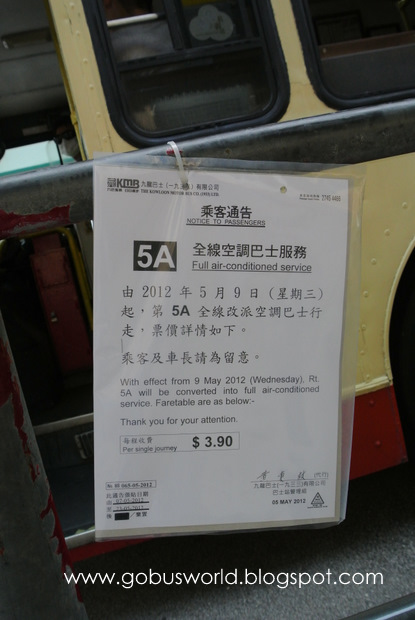 KMB 九龍巴士(一九三三)有限公司
THE KOWLOON MOTOR BUS CO. (1933) LTD.
2745 4466
乘客通告
NOTICE TO PASSENGERS
5A 全線空調巴士服務
Full air-conditioned service
由 2012 年 5 月 9 日 (星期三)
起,第 5A 全線改派空調巴士行
走,票價詳情如下。
乘客及車長請為留意。
With effect from 9 May 2012 (Wednesday), Rt.
5A will be converted into full air-conditioned
service. Faretable are as below:-
Thank you for your attention.
每程收費
Per single journey
$ 3.90
九龍巴士(一九三三)有限公司
05 MAY 2012
www.gobusworld.blogspot.com